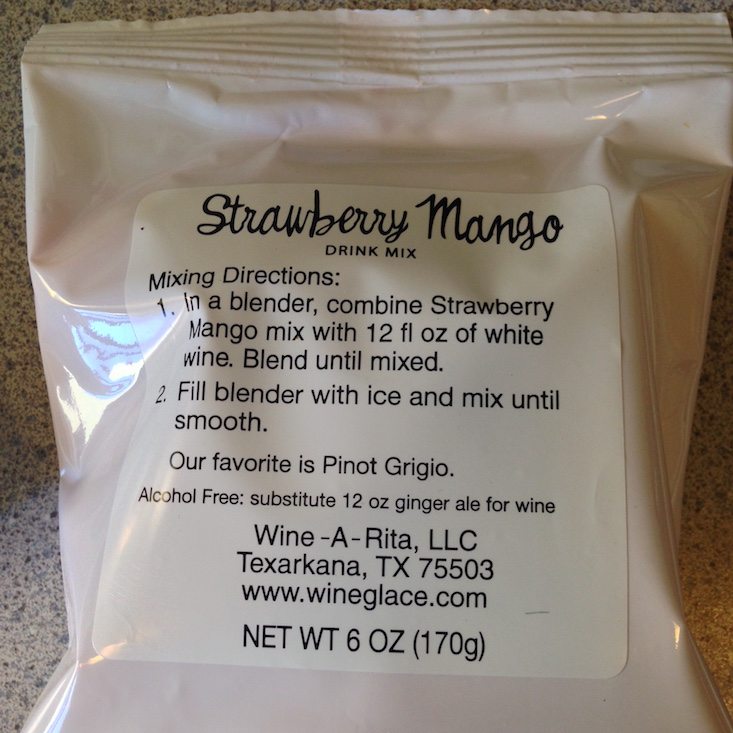 Strawberry Mango
DRINK MIX
Mixing Directions:
1. In a blender, combine Strawberry
Mango mix with 12 fl oz of white
wine. Blend until mixed.
2. Fill blender with ice and mix until
smooth.
Our favorite is Pinot Grigio.
Alcohol Free: substitute 12 oz ginger ale for wine
Wine-A-Rita, LLC
Texarkana, TX 75503
www.wineglace.com
NET WT 6 OZ (170g)